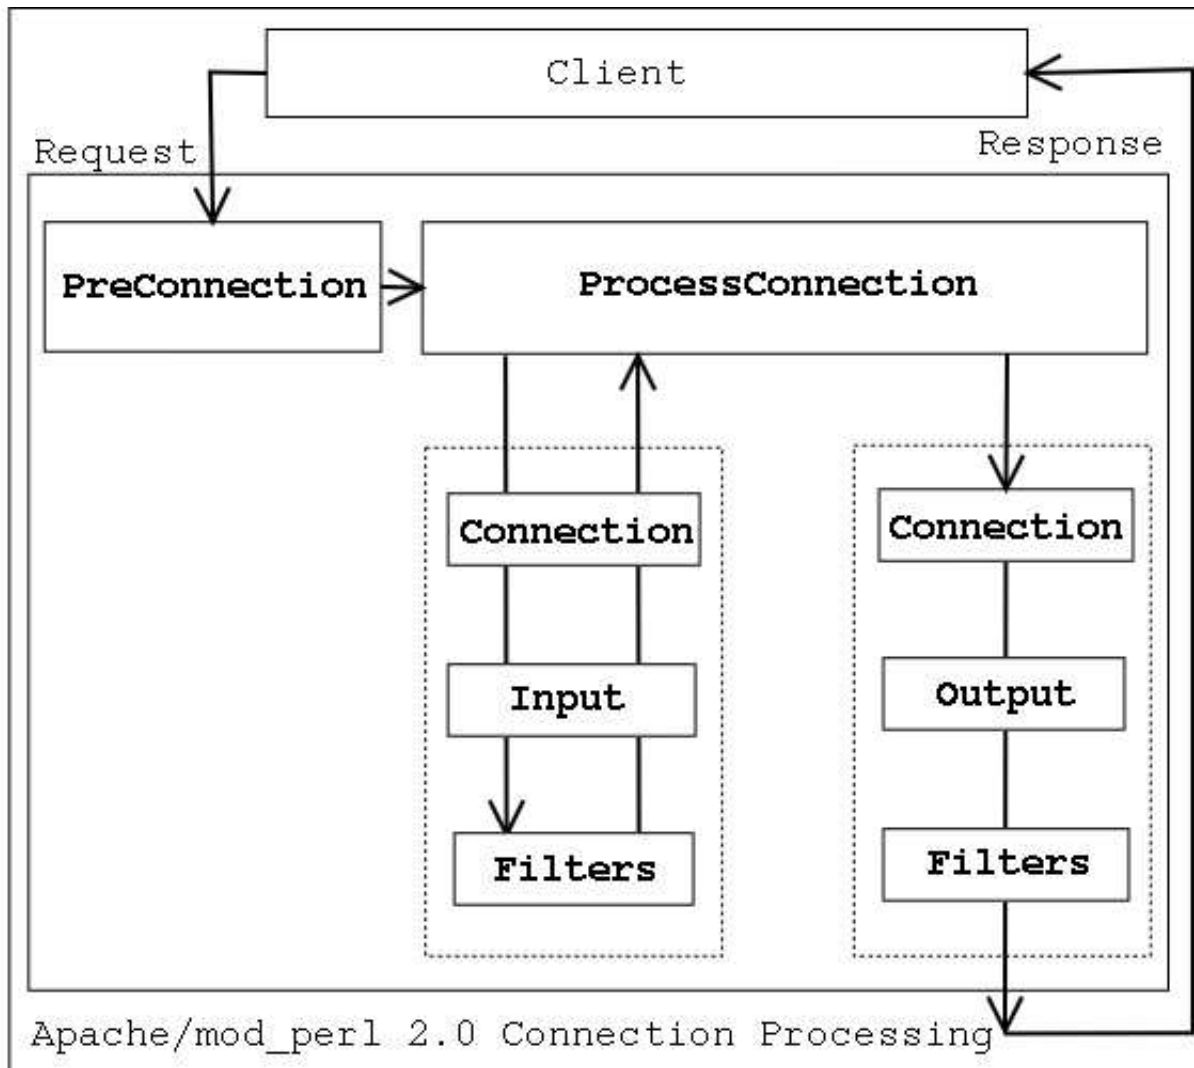 Client
Request
Response
PreConnection
ProcessConnection
Connection
Input
Filters
Connection
Output
Filters
Apache/mod_perl 2.0 Connection Processing